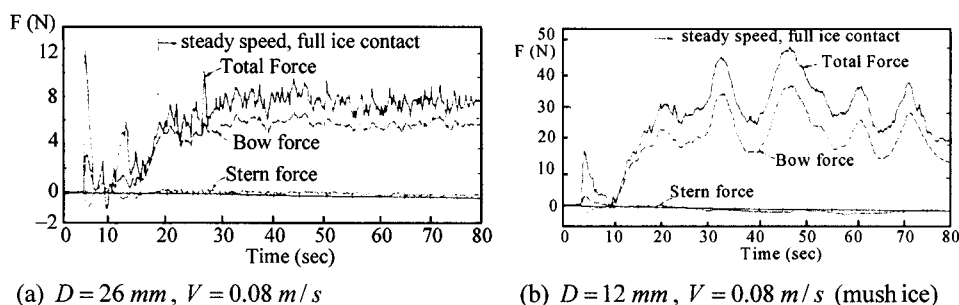 F (N)
12
8
4
0
−2
steady speed, full ice contact
Total Force
Bow force
Stern force
0 10 20 30 40 50 60 70 80
Time (sec)
(a) D = 26 mm , V = 0.08 m / s
50
F (N)
40
30
20
10
0
steady speed, full ice contact
Total Force
Bow force
Stern force
0 10 20 30 40 50 60 70 80
Time (sec)
(b) D = 12 mm , V = 0.08 m / s (mush ice)